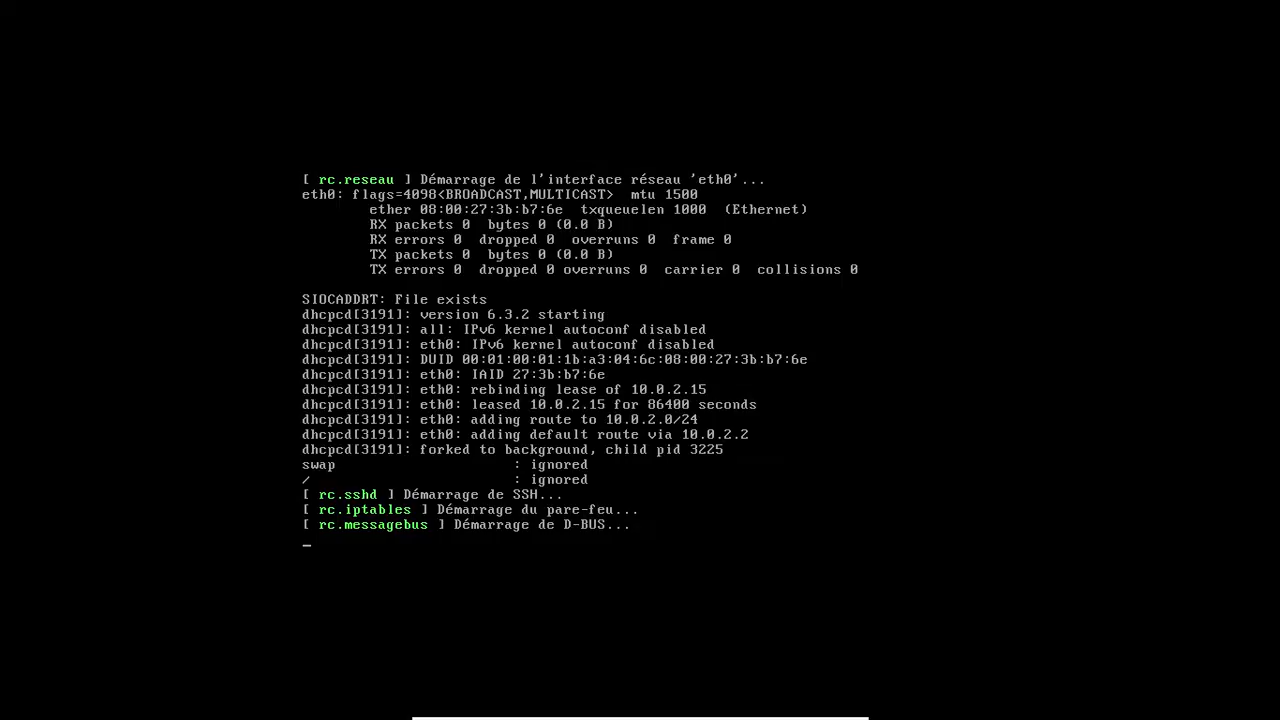 [ rc.reseau ] Démarrage de l'interface réseau 'eth0'...
eth0: flags=4098<BROADCAST,MULTICAST>  mtu 1500
        ether 08:00:27:3b:b7:6e  txqueuelen 1000  (Ethernet)
        RX packets 0  bytes 0 (0.0 B)
        RX errors 0  dropped 0  overruns 0  frame 0
        TX packets 0  bytes 0 (0.0 B)
        TX errors 0  dropped 0 overruns 0  carrier 0  collisions 0
SIOCADDRT: File exists
dhcpcd[3191]: version 6.3.2 starting
dhcpcd[3191]: all: IPv6 kernel autoconf disabled
dhcpcd[3191]: eth0: IPv6 kernel autoconf disabled
dhcpcd[3191]: DUID 00:01:00:01:1b:a3:04:6c:08:00:27:3b:b7:6e
dhcpcd[3191]: eth0: IAID 27:3b:b7:6e
dhcpcd[3191]: eth0: rebinding lease of 10.0.2.15
dhcpcd[3191]: eth0: leased 10.0.2.15 for 86400 seconds
dhcpcd[3191]: eth0: adding route to 10.0.2.0/24
dhcpcd[3191]: eth0: adding default route via 10.0.2.2
dhcpcd[3191]: forked to background, child pid 3225
swap                     : ignored
/                        : ignored
[ rc.sshd ] Démarrage de SSH...
[ rc.iptables ] Démarrage du pare-feu...
[ rc.messagebus ] Démarrage de D-BUS...
_